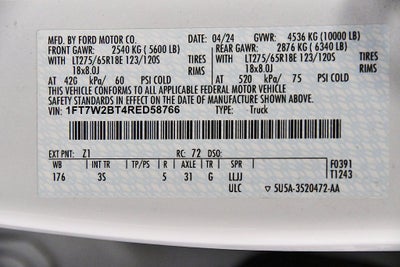 MFD. BY FORD MOTOR CO. 04/24 GVWR: 4536 KG (10000 LB)
FRONT GAWR: 2540 KG (5600 LB) REAR GAWR: 2876 KG (6340 LB)
WITH LT275/65R18E 123/120S TIRES WITH LT275/65R18E 123/120S TIRES
18x8.0J RIMS 18x8.0J RIMS
AT 420 kPa/ 60 PSI COLD AT 520 kPa/ 75 PSI COLD
THIS VEHICLE CONFORMS TO ALL APPLICABLE FEDERAL MOTOR VEHICLE
SAFETY STANDARDS IN EFFECT ON THE DATE OF MANUFACTURE SHOWN ABOVE.
VIN: 1FT7W2BT4RED58766 TYPE: Truck
EXT PNT: Z1 RC: 72 DSO: F0391
WB INT TR TP/PS R AXLE TR SPR T1243
176 3S 5 31 G LLJJ
ULC 5U5A-3520472-AA